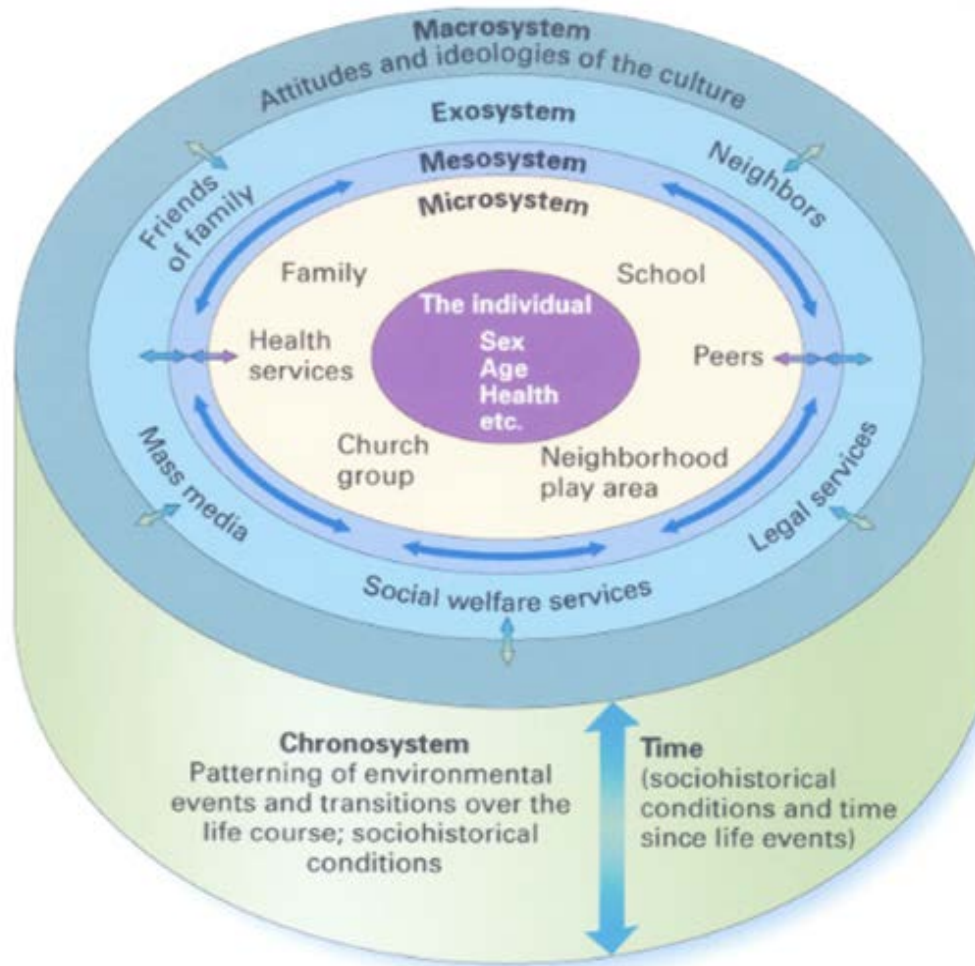 Macrosystem
Attitudes and ideologies of the culture
Exosystem
Mesosystem
Microsystem
Friends
of family
Neighbors
Family
School
The individual
Sex
Age
Health
etc.
Health
services
Peers
Church
group
Neighborhood
play area
Mass media
Legal services
Social welfare services
Chronosystem
Patterning of environmental
events and transitions over the
life course; sociohistorical
conditions
Time
(sociohistorical
conditions and time
since life events)